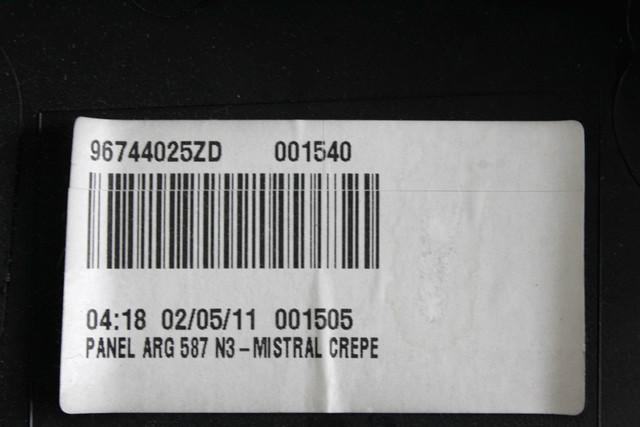 96744025ZD 001540
04:18 02/05/11 001505
PANEL ARG 587 N3-MISTRAL CREPE